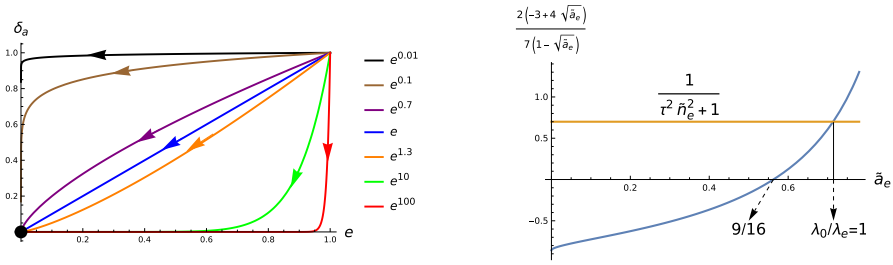 δ_a
1.0
0.8
0.6
0.4
0.2
0.2 0.4 0.6 0.8 1.0 e
e^0.01
e^0.1
e^0.7
e
e^1.3
e^10
e^100
2(-3+4 √ã_e)
7(1-√ã_e)
1.0
0.5
-0.5
1
τ² ñ_e² + 1
0.2 0.4 0.6 ã_e
9/16
λ₀/λ_e=1